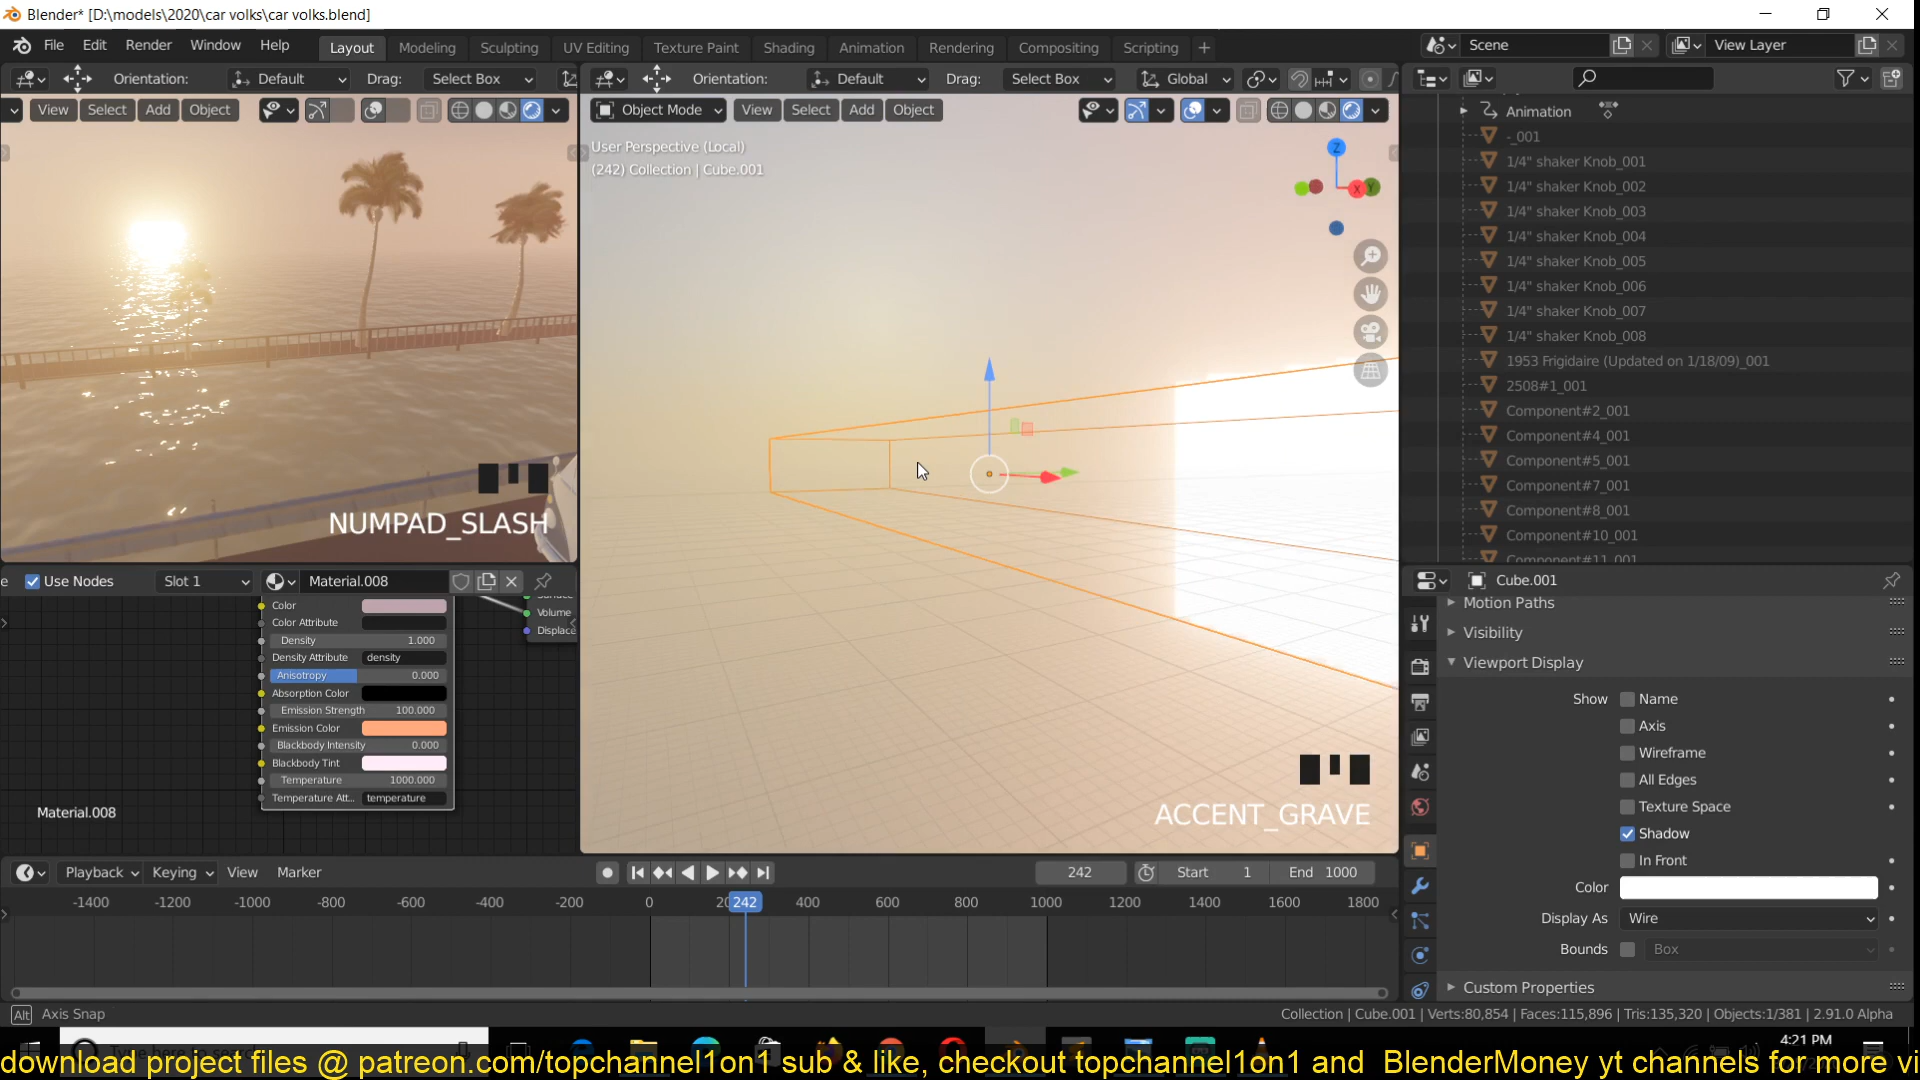 Blender* [D:\models\2020\car volks\car volks.blend]
File Edit Render Window Help Layout Modeling Sculpting UV Editing Texture Paint Shading Animation Rendering Compositing Scripting + Scene View Layer
Orientation: Default Drag: Select Box Orientation: Default Drag: Select Box Global
View Select Add Object Object Mode View Select Add Object
User Perspective (Local)
(242) Collection | Cube.001
Z
X
Y
NUMPAD_SLASH
ACCENT_GRAVE
Animation
-_001
1/4" shaker Knob_001
1/4" shaker Knob_002
1/4" shaker Knob_003
1/4" shaker Knob_004
1/4" shaker Knob_005
1/4" shaker Knob_006
1/4" shaker Knob_007
1/4" shaker Knob_008
1953 Frigidaire (Updated on 1/18/09)_001
2508#1_001
Component#2_001
Component#4_001
Component#5_001
Component#7_001
Component#8_001
Component#10_001
Component#11_001
e Use Nodes Slot 1 Material.008
Color
Color Attribute
Density 1.000
Density Attribute density
Anisotropy 0.000
Absorption Color
Emission Strength 100.000
Emission Color
Blackbody Intensity 0.000
Blackbody Tint
Temperature 1000.000
Temperature Att.. temperature
Volume
Displace
Material.008
Cube.001
Motion Paths
Visibility
Viewport Display
Show Name
Axis
Wireframe
All Edges
Texture Space
Shadow
In Front
Color
Display As Wire
Bounds Box
Custom Properties
Playback Keying View Marker 242 Start 1 End 1000
-1400 -1200 -1000 -800 -600 -400 -200 0 242 400 600 800 1000 1200 1400 1600 1800
Alt Axis Snap
Collection | Cube.001 | Verts:80,854 | Faces:115,896 | Tris:135,320 | Objects:1/381 | 2.91.0 Alpha
4:21 PM
download project files @ patreon.com/topchannel1on1 sub & like, checkout topchannel1on1 and BlenderMoney yt channels for more vi